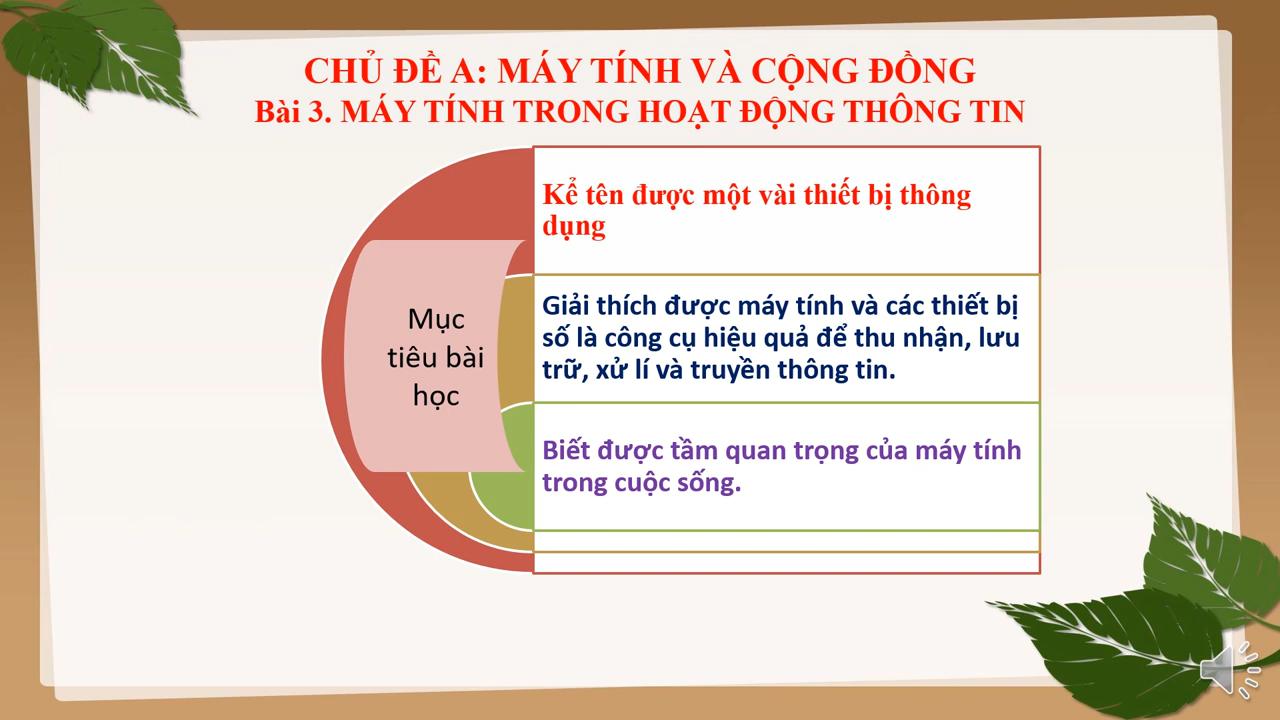 CHỦ ĐỀ A: MÁY TÍNH VÀ CỘNG ĐỒNG
Bài 3. MÁY TÍNH TRONG HOẠT ĐỘNG THÔNG TIN
Mục
tiêu bài
học
Kể tên được một vài thiết bị thông
dụng
Giải thích được máy tính và các thiết bị
số là công cụ hiệu quả để thu nhận, lưu
trữ, xử lí và truyền thông tin.
Biết được tầm quan trọng của máy tính
trong cuộc sống.